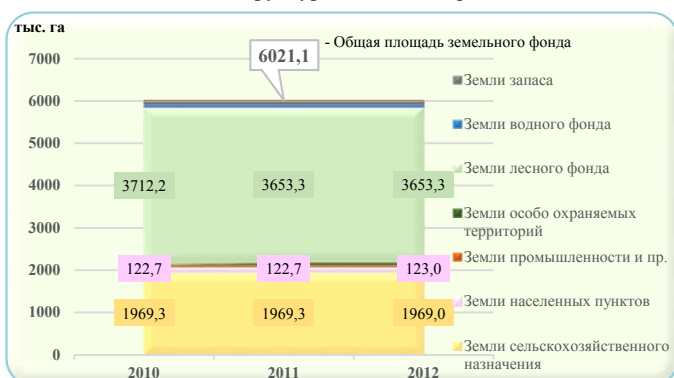 тыс. га
- Общая площадь земельного фонда
6021,1
7000
6000
5000
4000
3000
2000
1000
0
3712,2
3653,3
3653,3
122,7
122,7
123,0
1969,3
1969,3
1969,0
2010
2011
2012
Земли запаса
Земли водного фонда
Земли лесного фонда
Земли особо охраняемых
территорий
Земли промышленности и пр.
Земли населенных пунктов
Земли сельскохозяйственного
назначения